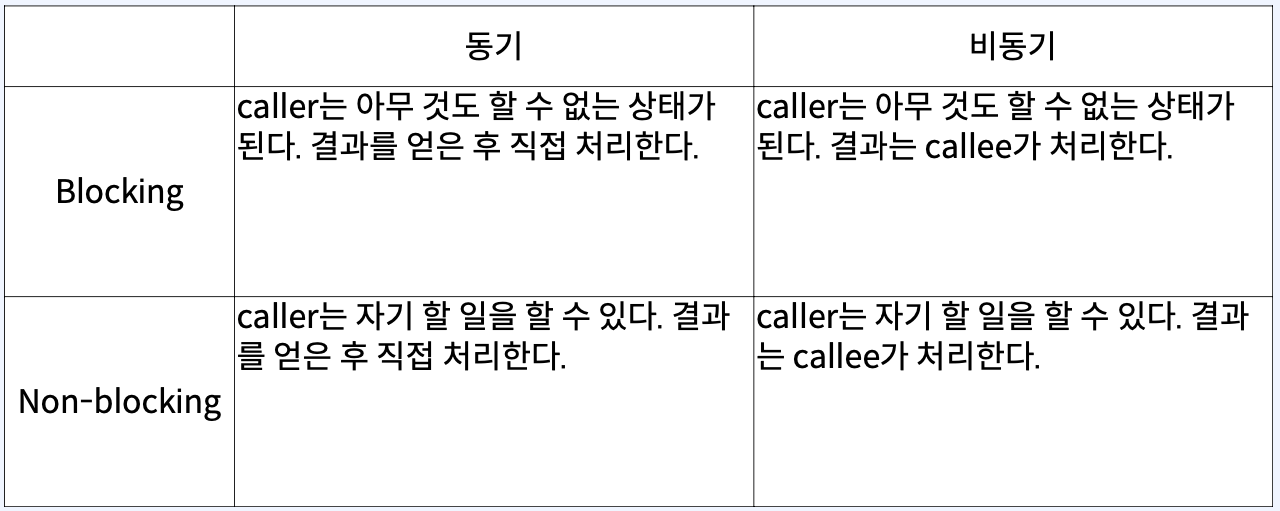 동기
비동기
Blocking
caller는 아무 것도 할 수 없는 상태가
된다. 결과를 얻은 후 직접 처리한다.
caller는 아무 것도 할 수 없는 상태가
된다. 결과는 callee가 처리한다.
Non-blocking
caller는 자기 할 일을 할 수 있다. 결과
를 얻은 후 직접 처리한다.
caller는 자기 할 일을 할 수 있다. 결과
는 callee가 처리한다.